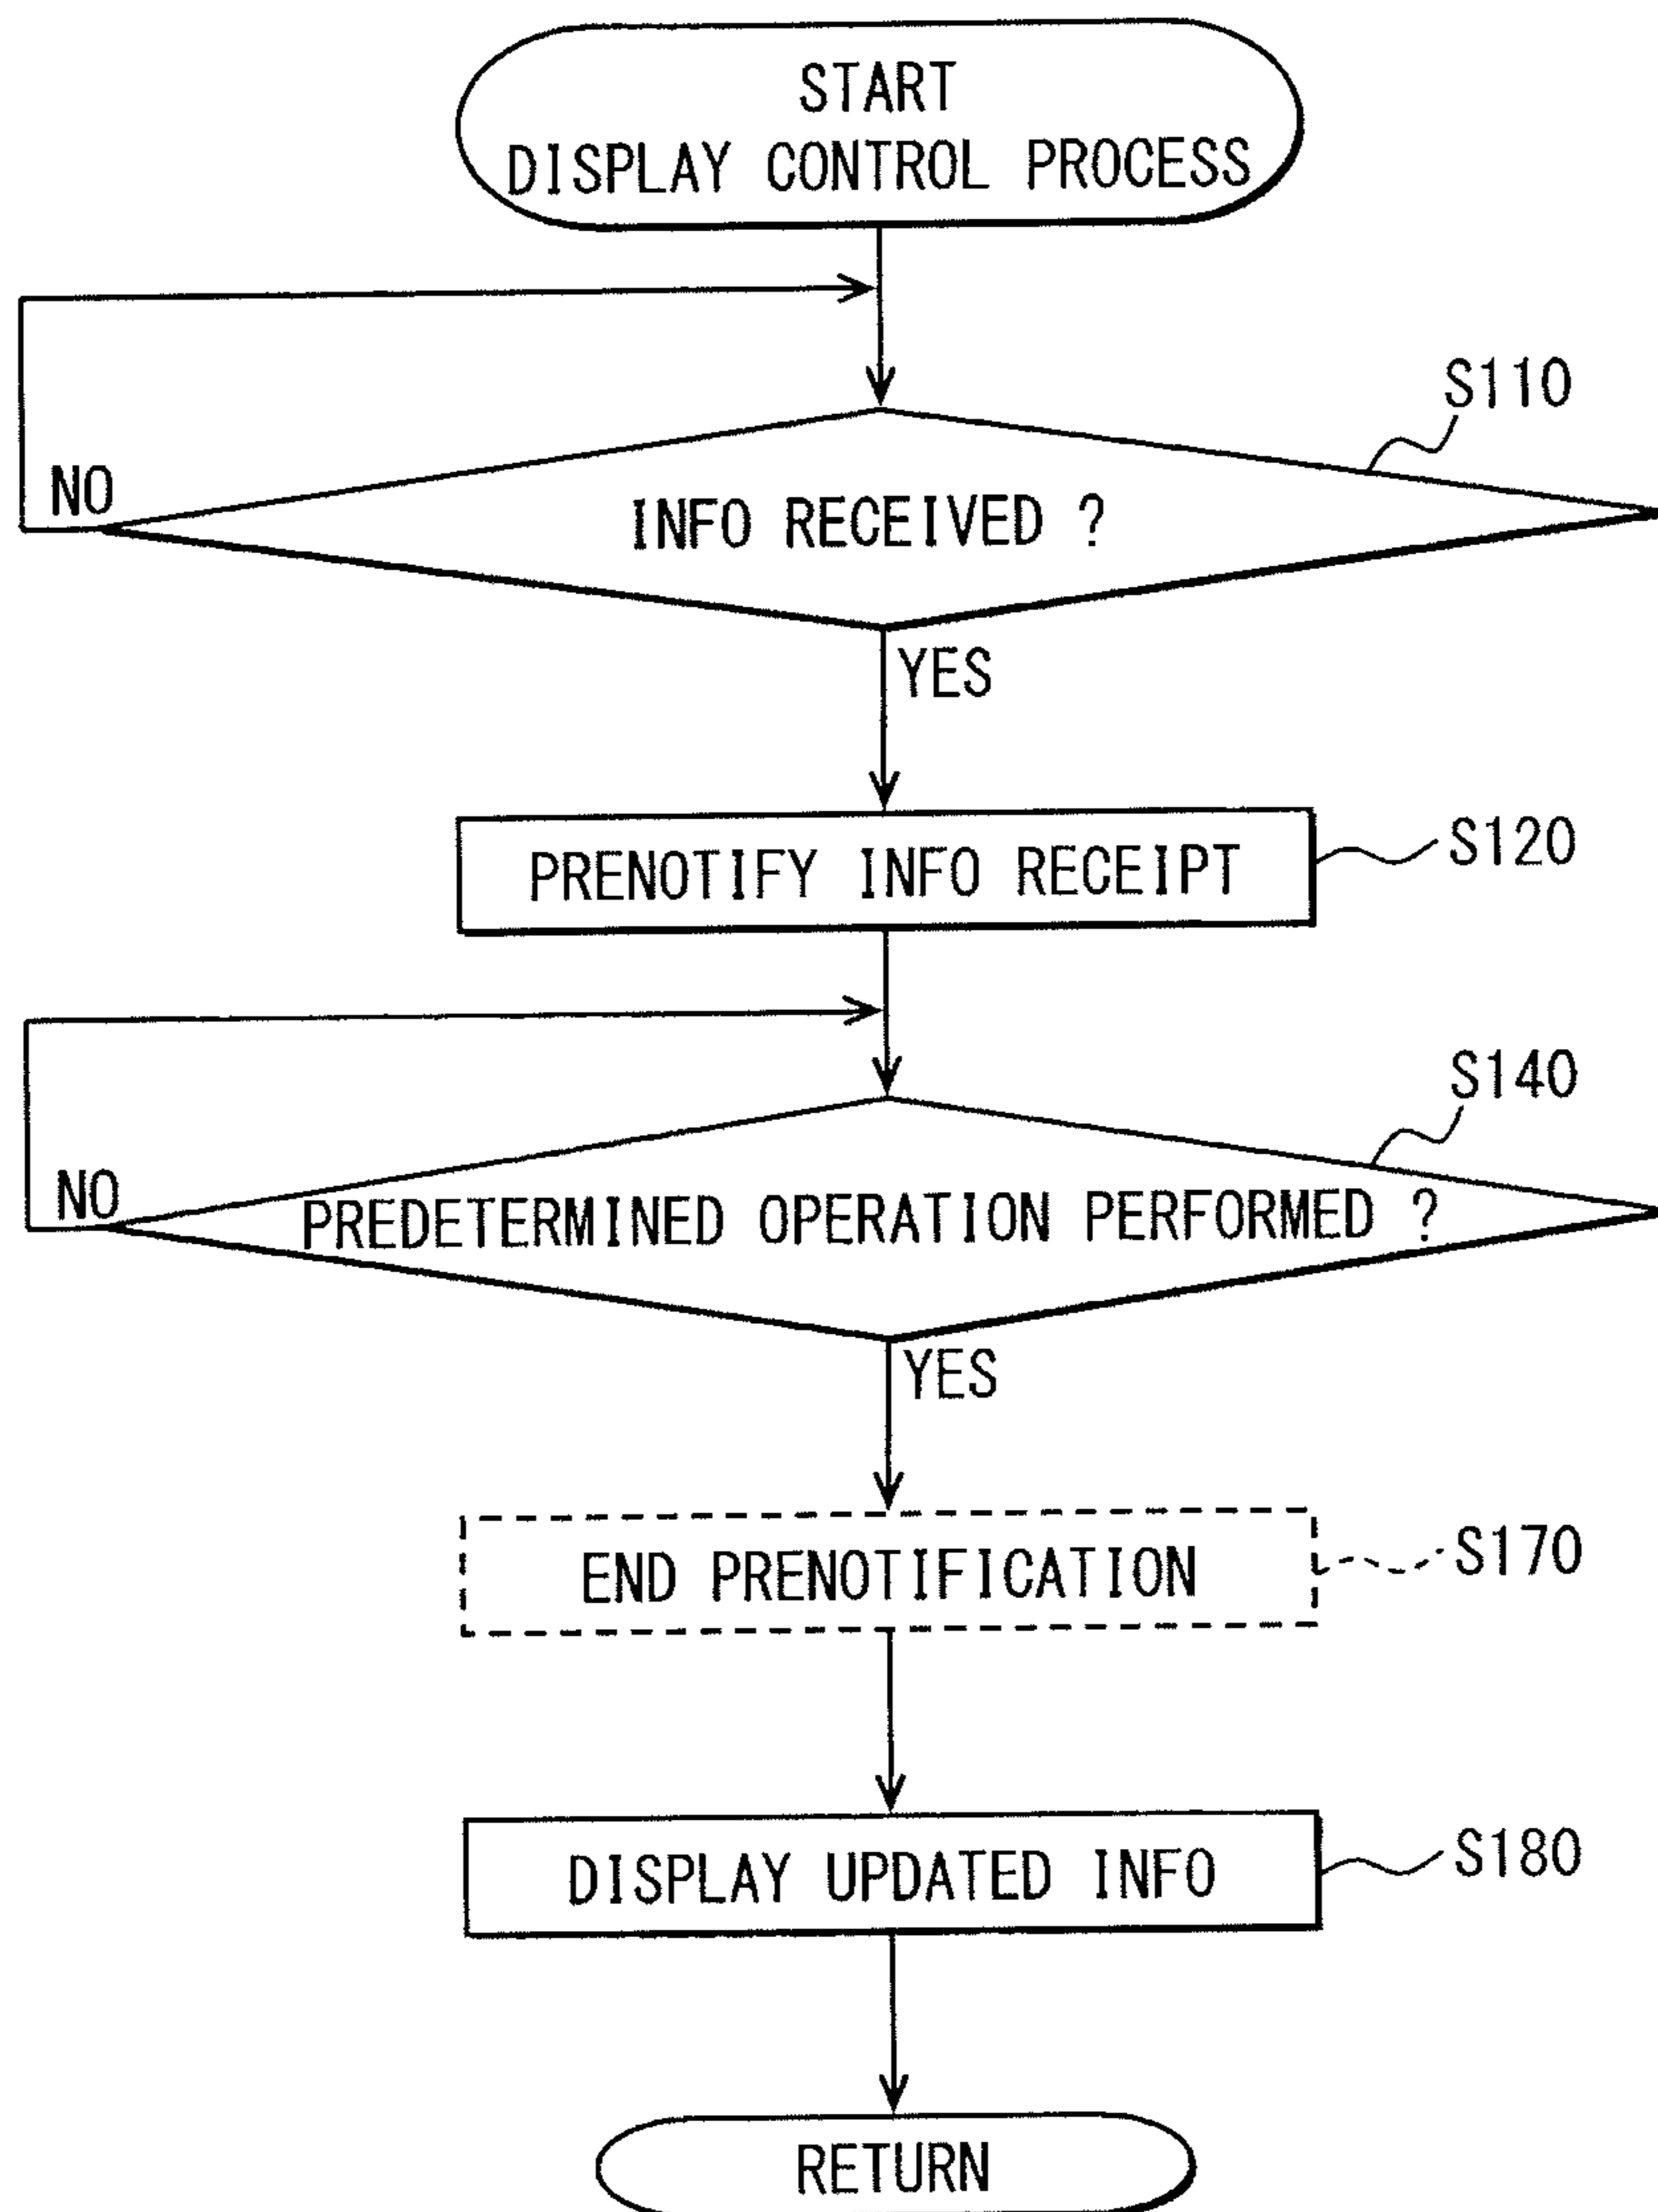 START
DISPLAY CONTROL PROCESS
S110
NO
INFO RECEIVED ?
YES
PRENOTIFY INFO RECEIPT
S120
S140
NO
PREDETERMINED OPERATION PERFORMED ?
YES
END PRENOTIFICATION
S170
DISPLAY UPDATED INFO
S180
RETURN